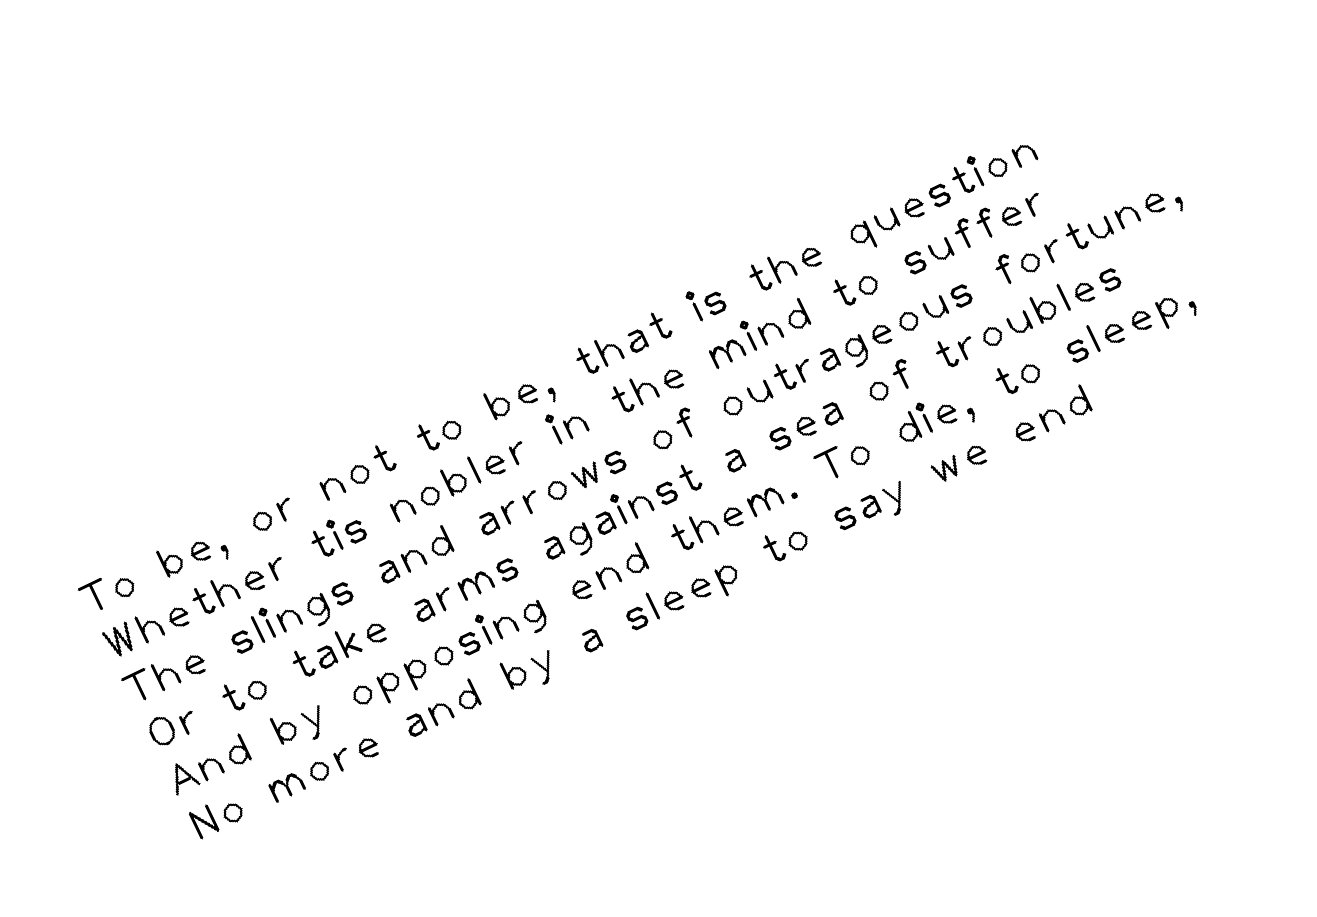 To be, or not to be, that is the question
Whether tis nobler in the mind to suffer
The slings and arrows of outrageous fortune,
Or to take arms against a sea of troubles
And by opposing end them. To die, to sleep,
No more and by a sleep to say we end